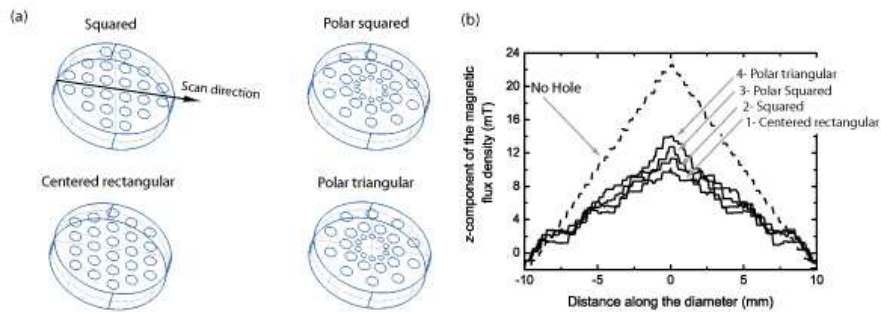 (a)
Squared
Polar squared
Scan direction
Centered rectangular
Polar triangular
(b)
z-component of the magnetic
flux density (mT)
24
20
16
12
8
4
0
No Hole
4- Polar triangular
3- Polar Squared
2- Squared
1- Centered rectangular
-10
-5
0
5
10
Distance along the diameter (mm)